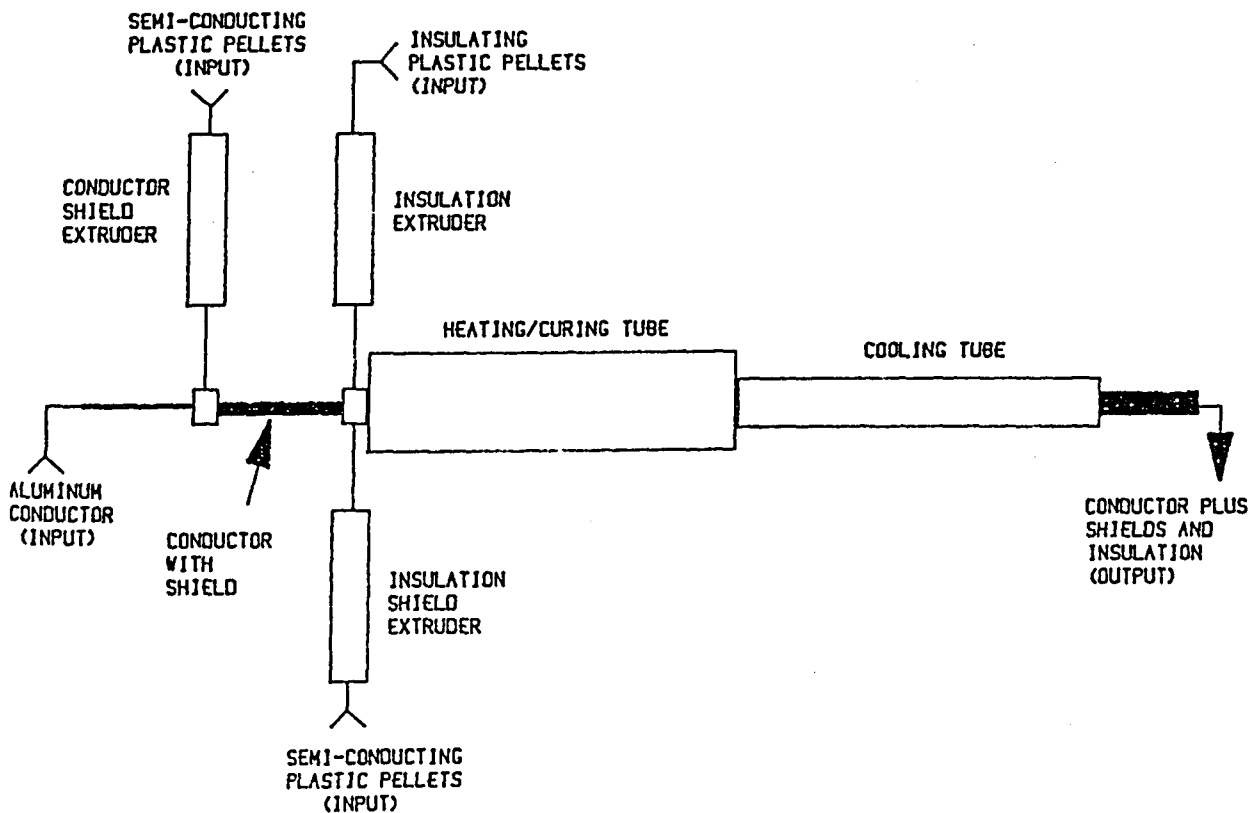 SEMI-CONDUCTING
PLASTIC PELLETS
(INPUT)
INSULATING
PLASTIC PELLETS
(INPUT)
CONDUCTOR
SHIELD
EXTRUDER
INSULATION
EXTRUDER
HEATING/CURING TUBE
COOLING TUBE
ALUMINUM
CONDUCTOR
(INPUT)
CONDUCTOR
WITH
SHIELD
INSULATION
SHIELD
EXTRUDER
CONDUCTOR PLUS
SHIELDS AND
INSULATION
(OUTPUT)
SEMI-CONDUCTING
PLASTIC PELLETS
(INPUT)